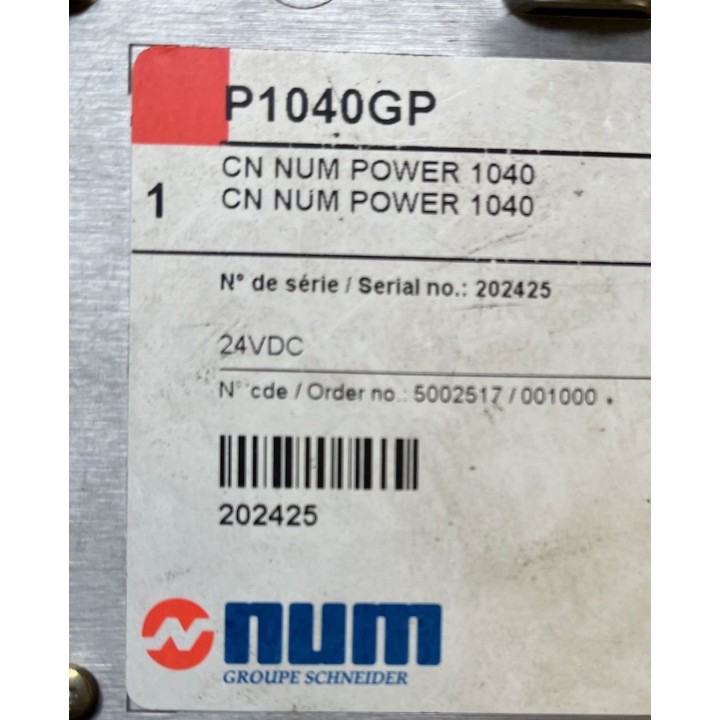 P1040GP
CN NUM POWER 1040
1
CN NUM POWER 1040
N° de série / Serial no.: 202425
24VDC
N° cde / Order no.: 5002517 / 001000
202425
num
GROUPE SCHNEIDER